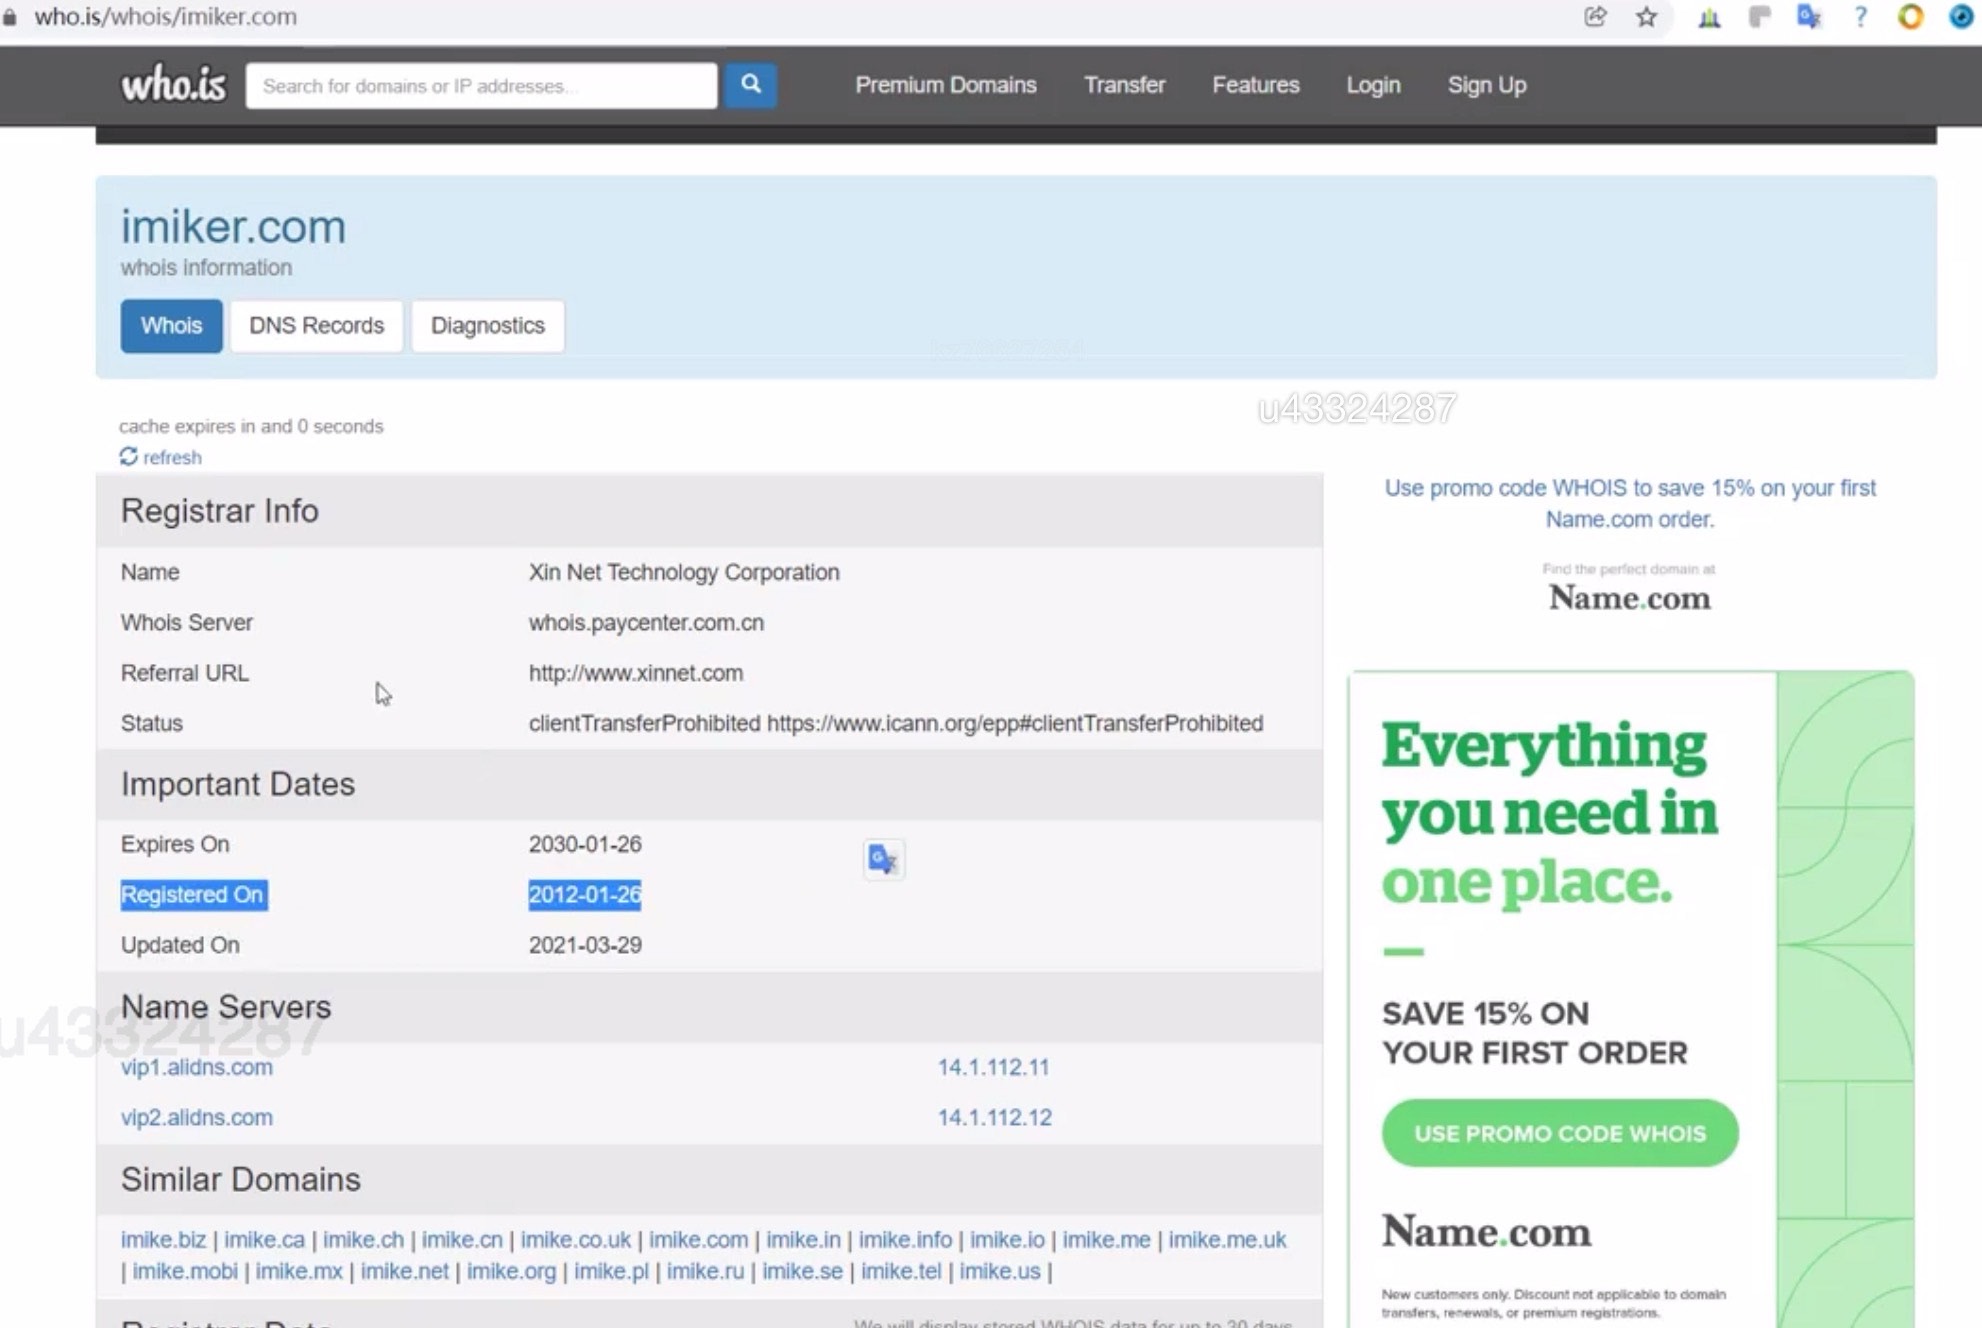 who.is/whois/imiker.com
who.is
Search for domains or IP addresses...
Premium Domains Transfer Features Login Sign Up
imiker.com
whois information
Whois DNS Records Diagnostics
u43324287
cache expires in and 0 seconds
refresh
Registrar Info
Name Xin Net Technology Corporation
Whois Server whois.paycenter.com.cn
Referral URL http://www.xinnet.com
Status clientTransferProhibited https://www.icann.org/epp#clientTransferProhibited
Important Dates
Expires On 2030-01-26
Registered On 2012-01-26
Updated On 2021-03-29
Name Servers
u43324287
vip1.alidns.com 14.1.112.11
vip2.alidns.com 14.1.112.12
Similar Domains
imike.biz | imike.ca | imike.ch | imike.cn | imike.co.uk | imike.com | imike.in | imike.info | imike.io | imike.me | imike.me.uk
| imike.mobi | imike.mx | imike.net | imike.org | imike.pl | imike.ru | imike.se | imike.tel | imike.us |
Registrar Data
We will display stored WHOIS data for up to 30 days
Use promo code WHOIS to save 15% on your first
Name.com order.
Find the perfect domain at
Name.com
Everything
you need in
one place.
SAVE 15% ON
YOUR FIRST ORDER
USE PROMO CODE WHOIS
Name.com
New customers only. Discount not applicable to domain
transfers, renewals, or premium registrations.